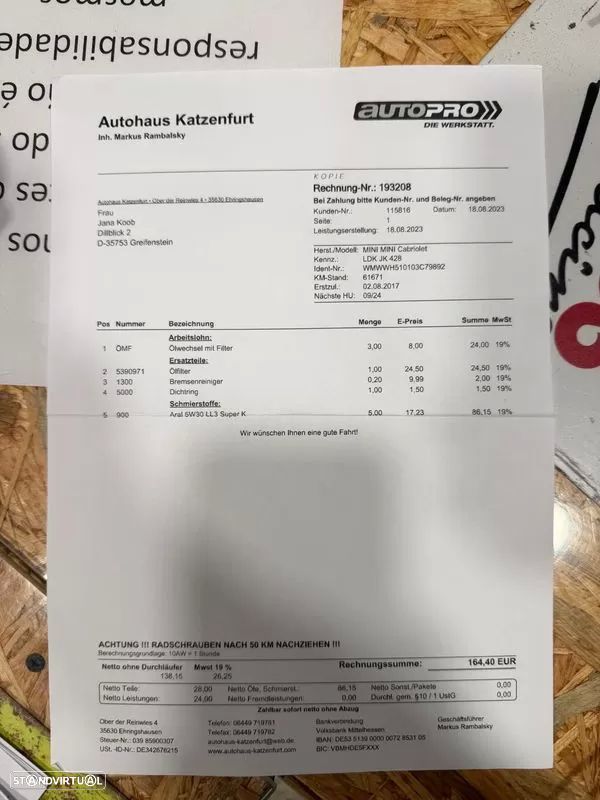 Autohaus Katzenfurt
Inh. Markus Rambalsky
AUTOPRO
DIE WERKSTATT.
KOPIE
Rechnung-Nr.: 193208
Bei Zahlung bitte Kunden-Nr. und Beleg-Nr. angeben
Kunden-Nr.: 115816 Datum: 18.08.2023
Seite: 1
Leistungserstellung: 18.08.2023
Autohaus Katzenfurt • Ober der Reinwies 4 • 35630 Ehringshausen
Frau
Jana Koob
Dillblick 2
D-35753 Greifenstein
Herst./Modell: MINI MINI Cabriolet
Kennz.: LDK JK 428
Ident-Nr.: WMWWH510103C79892
KM-Stand: 61671
Erstzul.: 02.08.2017
Nächste HU: 09/24
Pos Nummer Bezeichnung Menge E-Preis Summe MwSt
Arbeitslohn:
1 ÖMF Ölwechsel mit Filter 3,00 8,00 24,00 19%
Ersatzteile:
2 5390971 Ölfilter 1,00 24,50 24,50 19%
3 1300 Bremsenreiniger 0,20 9,99 2,00 19%
4 5000 Dichtring 1,00 1,50 1,50 19%
Schmierstoffe:
5 900 Aral 5W30 LL3 Super K 5,00 17,23 86,15 19%
Wir wünschen Ihnen eine gute Fahrt!
ACHTUNG !!! RADSCHRAUBEN NACH 50 KM NACHZIEHEN !!!
Berechnungsgrundlage: 10AW = 1 Stunde
Netto ohne Durchläufer Mwst 19 % Rechnungssumme: 164,40 EUR
138,15 26,25
Netto Teile: 28,00 Netto Öle, Schmierst.: 86,15 Netto Sonst./Pakete 0,00
Netto Leistungen: 24,00 Netto Fremdleistungen: 0,00 Durchl. gem. §10 / 1 UstG 0,00
Zahlbar sofort netto ohne Abzug
Ober der Reinwies 4 Telefon: 06449 719781 Bankverbindung Geschäftsführer
35630 Ehringshausen Telefax: 06449 719782 Volksbank Mittelhessen Markus Rambalsky
Steuer-Nr.: 039 85900307 autohaus-katzenfurt@web.de. IBAN: DE53 5139 0000 0072 8531 05
USt.-ID-Nr.: DE342676215 www.autohaus-katzenfurt.com BIC: VBMHDE5FXXX
STANDVIRTUAL